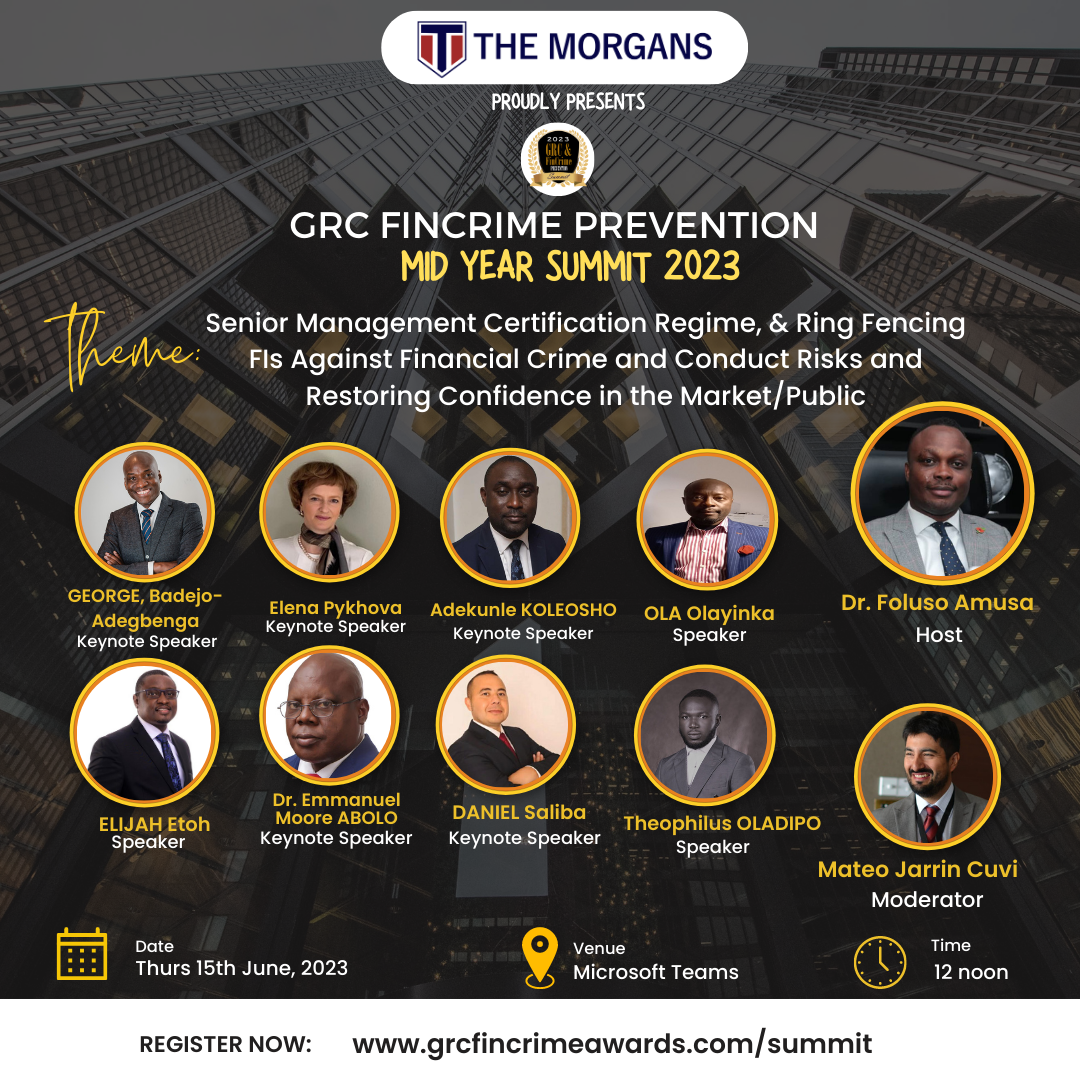 THE MORGANS
PROUDLY PRESENTS
2023
GRC &
FinCrime
PREVENTION
Summit
GRC FINCRIME PREVENTION
MID YEAR SUMMIT 2023
Theme:
Senior Management Certification Regime, & Ring Fencing
FIs Against Financial Crime and Conduct Risks and
Restoring Confidence in the Market/Public
GEORGE, Badejo-
Adegbenga
Keynote Speaker
Elena Pykhova
Keynote Speaker
Adekunle KOLEOSHO
Keynote Speaker
OLA Olayinka
Speaker
Dr. Foluso Amusa
Host
ELIJAH Etoh
Speaker
Dr. Emmanuel
Moore ABOLO
Keynote Speaker
DANIEL Saliba
Keynote Speaker
Theophilus OLADIPO
Speaker
Mateo Jarrin Cuvi
Moderator
Date
Thurs 15th June, 2023
Venue
Microsoft Teams
Time
12 noon
REGISTER NOW: www.grcfincrimeawards.com/summit